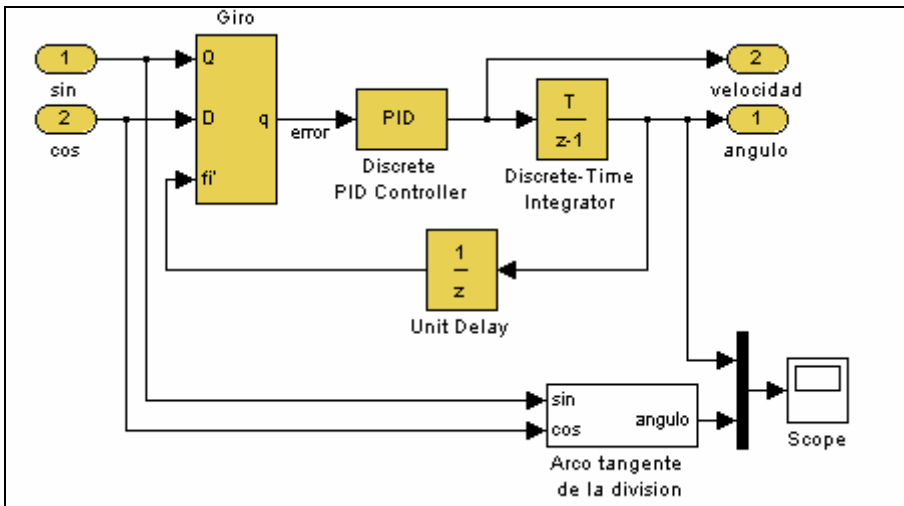 Giro
1
sin
2
cos
Q
D
fi'
q
error
PID
Discrete
PID Controller
T
z-1
Discrete-Time
Integrator
2
velocidad
1
angulo
1
z
Unit Delay
sin
cos
angulo
Arco tangente
de la division
Scope